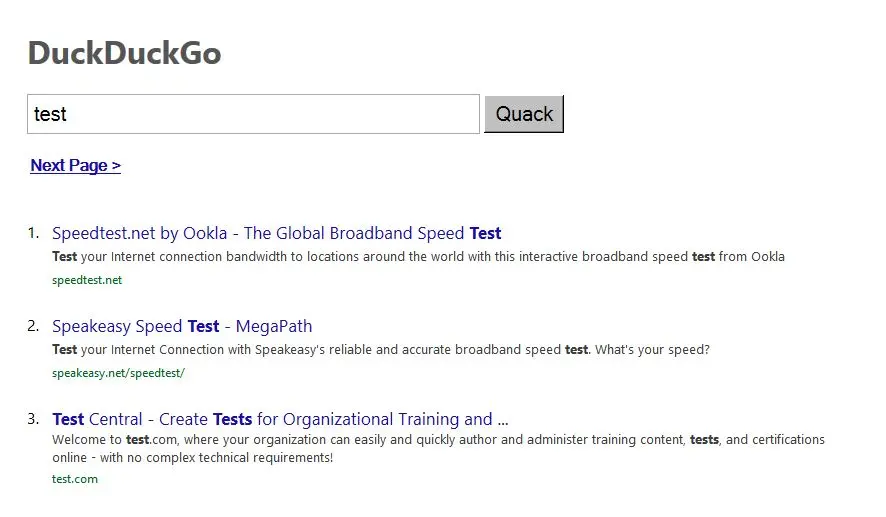 DuckDuckGo
test Quack
Next Page >
1. Speedtest.net by Ookla - The Global Broadband Speed Test
Test your Internet connection bandwidth to locations around the world with this interactive broadband speed test from Ookla
speedtest.net
2. Speakeasy Speed Test - MegaPath
Test your Internet Connection with Speakeasy's reliable and accurate broadband speed test. What's your speed?
speakeasy.net/speedtest/
3. Test Central - Create Tests for Organizational Training and ...
Welcome to test.com, where your organization can easily and quickly author and administer training content, tests, and certifications
online - with no complex technical requirements!
test.com